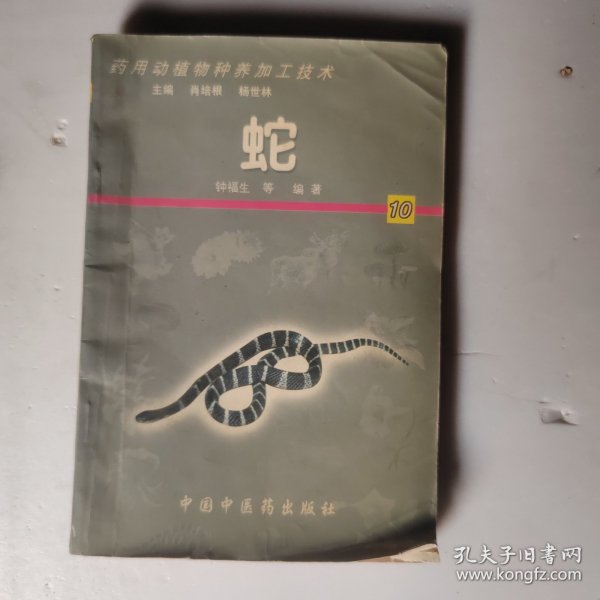 药用动植物种养加工技术
主编 肖培根 杨世林
蛇
钟福生 等 编著
10
中国中医药出版社
孔夫子旧书网
www.kongfz.com